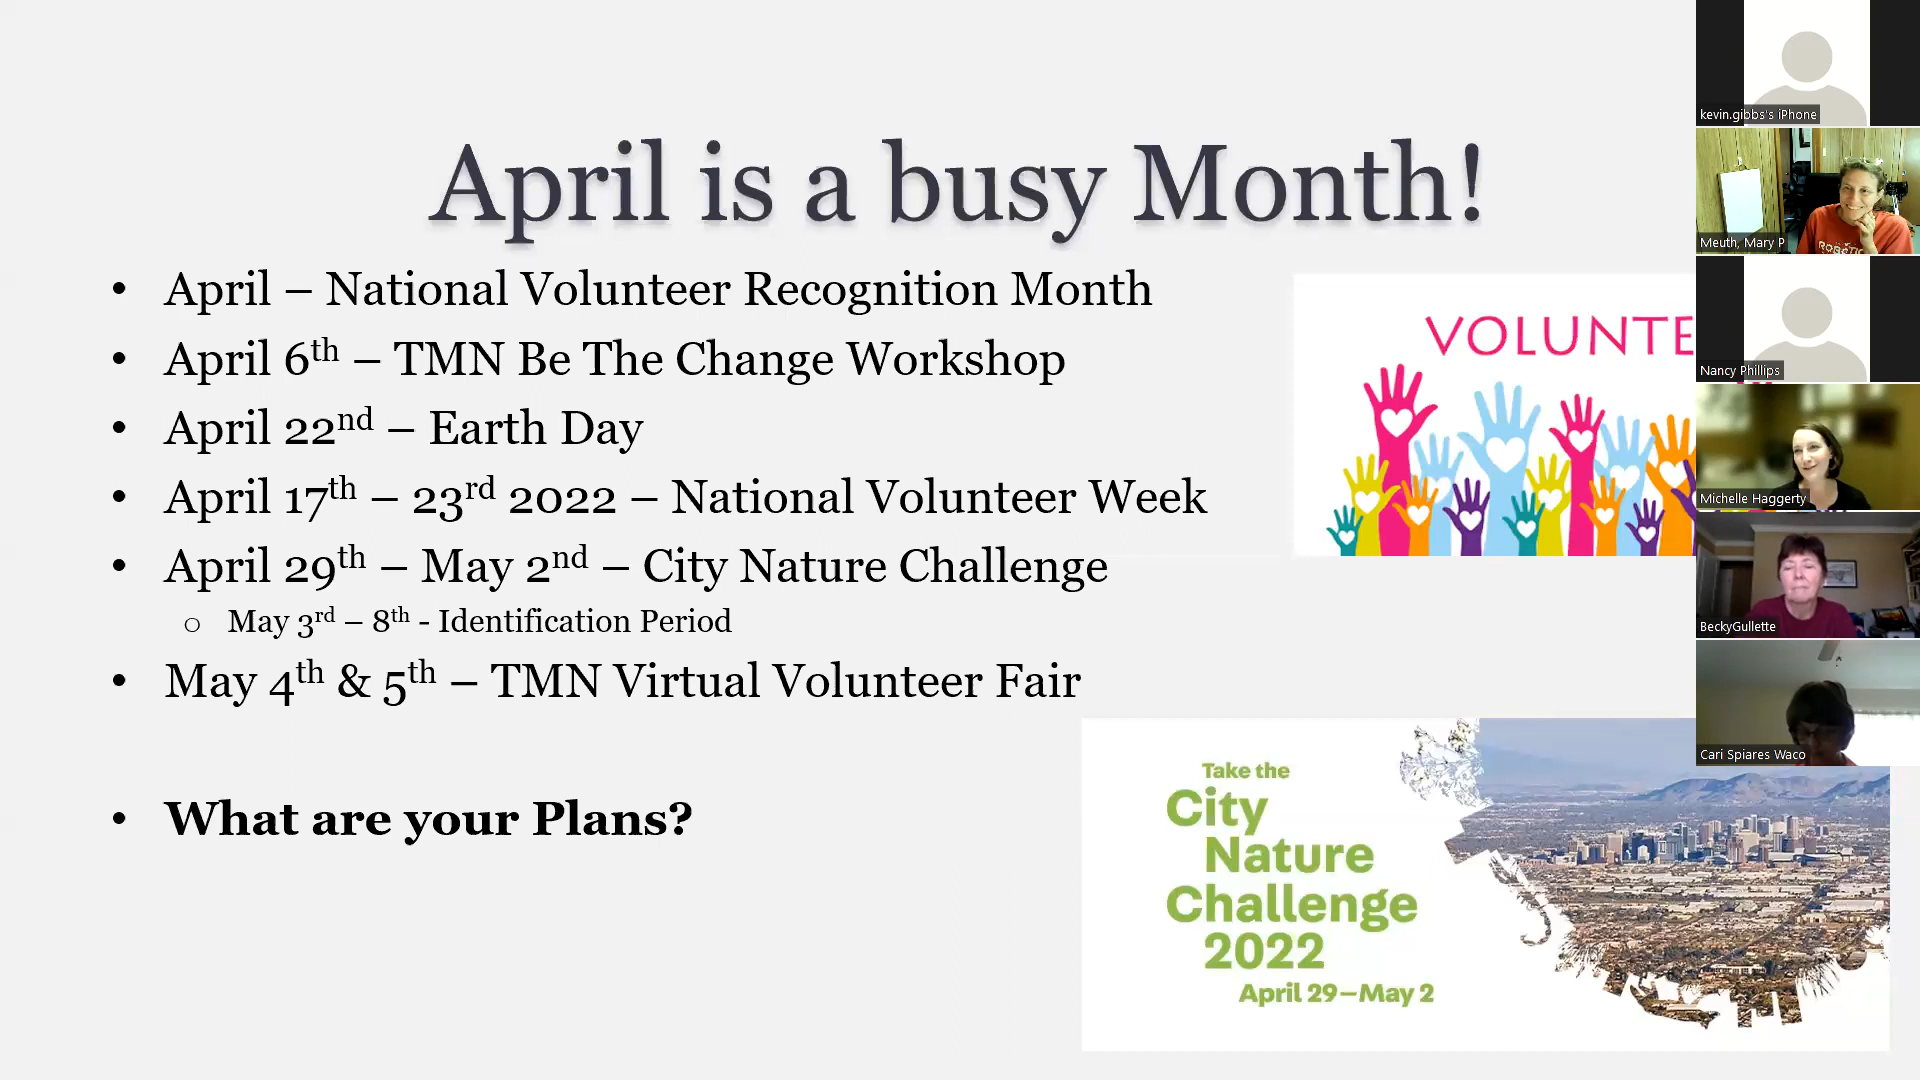 April is a busy Month!
• April – National Volunteer Recognition Month
• April 6th – TMN Be The Change Workshop
• April 22nd – Earth Day
• April 17th – 23rd 2022 – National Volunteer Week
• April 29th – May 2nd – City Nature Challenge
o May 3rd – 8th - Identification Period
• May 4th & 5th – TMN Virtual Volunteer Fair
• What are your Plans?
VOLUNTE
Take the
City
Nature
Challenge
2022
April 29–May 2
kevin.gibbs's iPhone
Meuth, Mary P
Nancy Phillips
Michelle Haggerty
BeckyGullette
Cari Spiares Waco